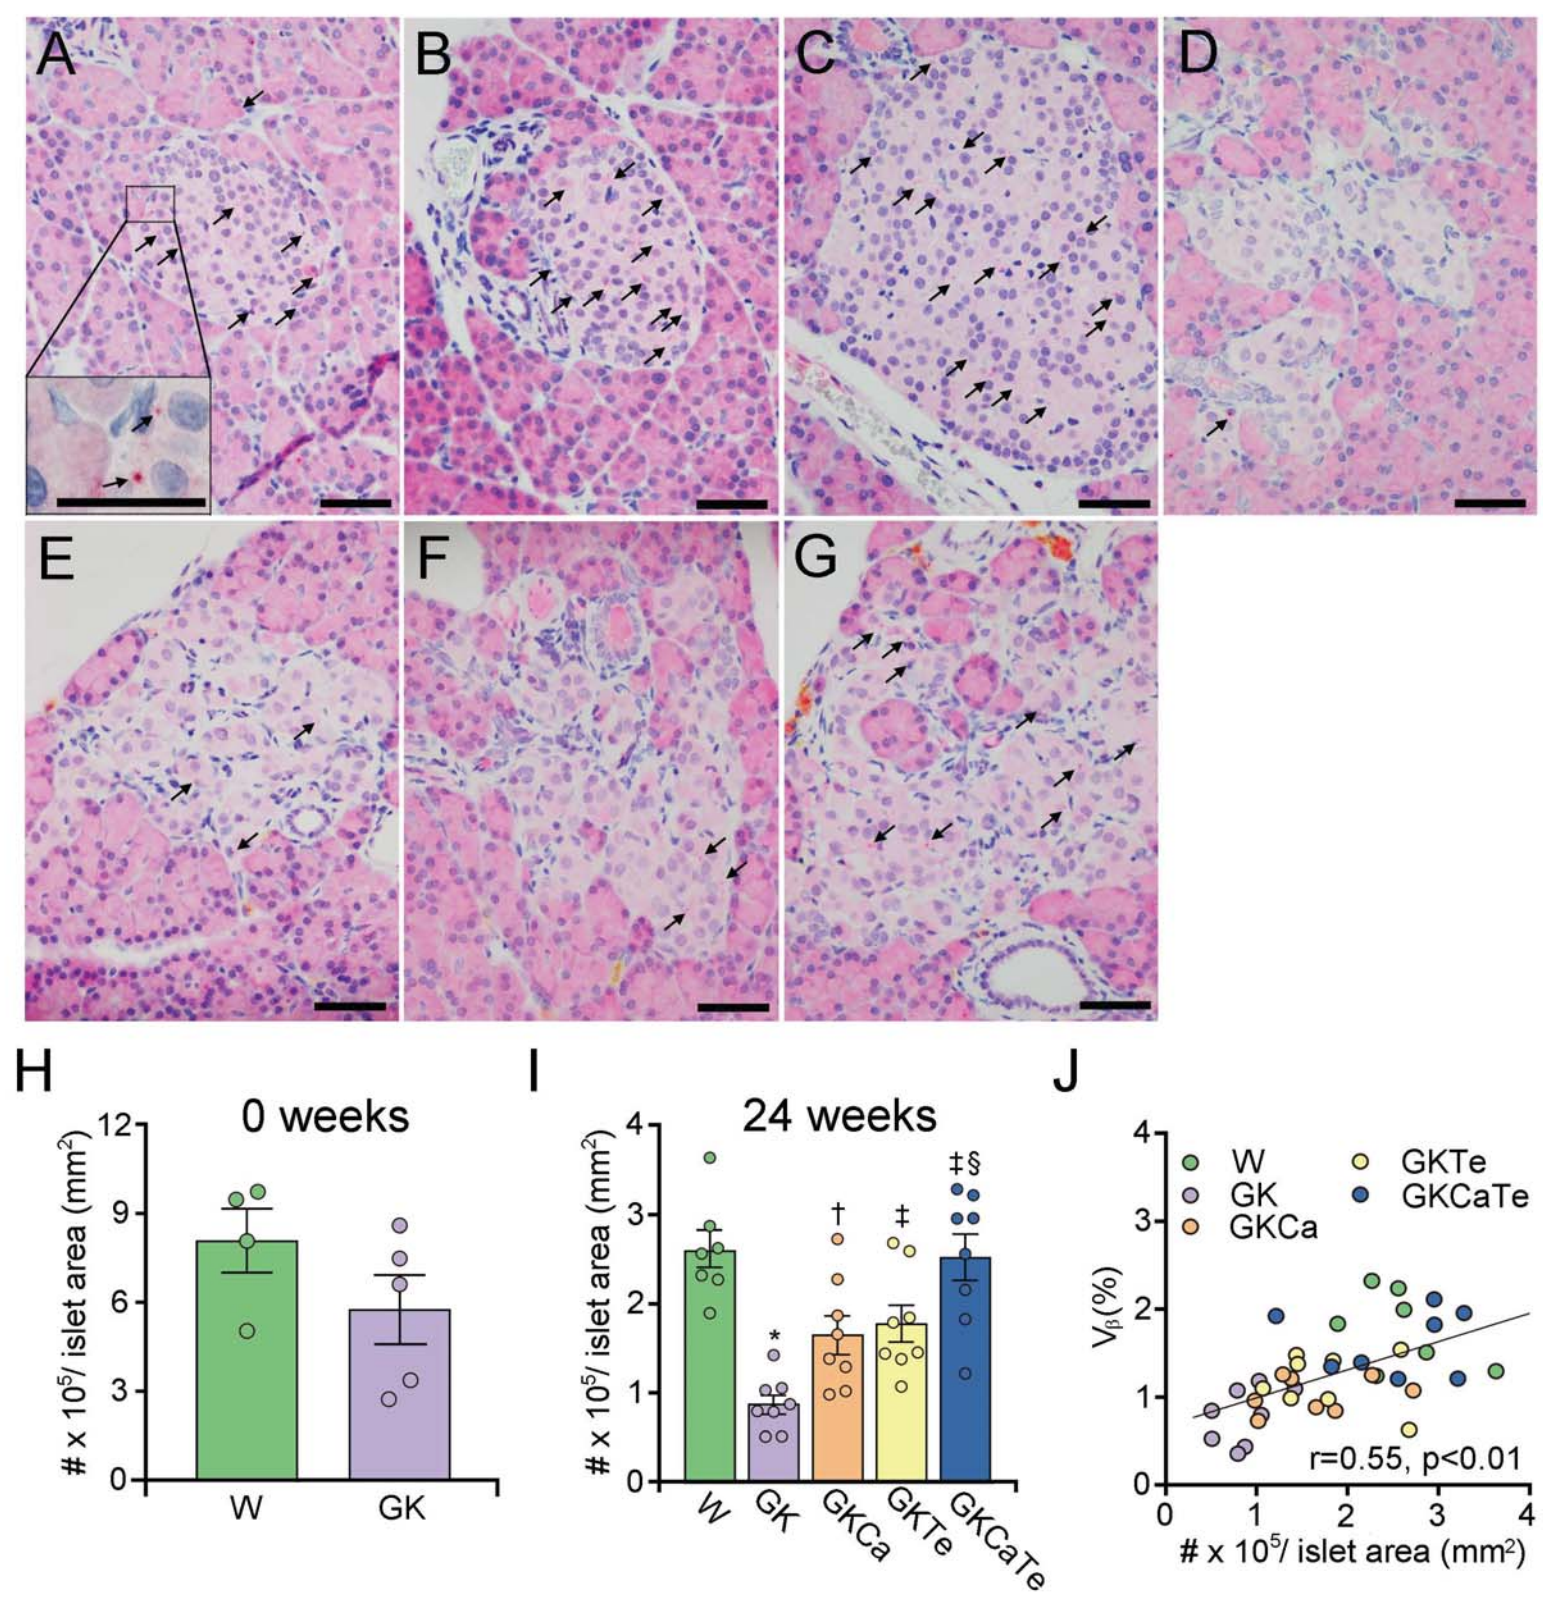 A
B
C
D
E
F
G
H
0 weeks
# x 10⁵/ islet area (mm²)
12
9
6
3
0
W
GK
I
24 weeks
# x 10⁵/ islet area (mm²)
4
3
2
1
0
*
†
‡
‡§
W
GK
GKCa
GKTe
GKCaTe
J
Vβ(%)
4
3
2
1
0
W
GK
GKCa
GKTe
GKCaTe
r=0.55, p<0.01
0 1 2 3 4
# x 10⁵/ islet area (mm²)